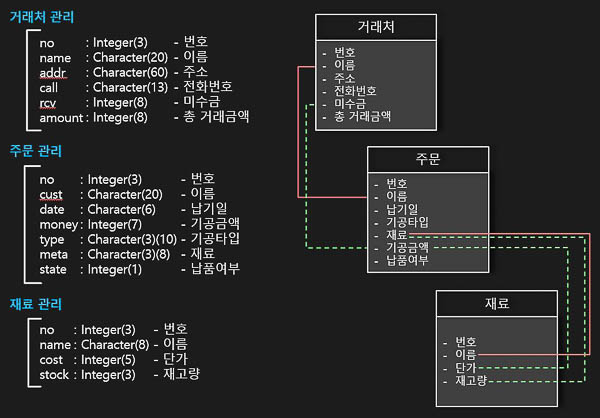 거래처 관리
no : Integer(3) - 번호
name : Character(20) - 이름
addr : Character(60) - 주소
call : Character(13) - 전화번호
rcv : Integer(8) - 미수금
amount : Integer(8) - 총 거래금액
주문 관리
no : Integer(3) - 번호
cust : Character(20) - 이름
date : Character(6) - 납기일
money : Integer(7) - 기공금액
type : Character(3)(10) - 기공타입
meta : Character(3)(8) - 재료
state : Integer(1) - 납품여부
재료 관리
no : Integer(3) - 번호
name : Character(8) - 이름
cost : Integer(5) - 단가
stock : Integer(3) - 재고량
거래처
- 번호
- 이름
- 주소
- 전화번호
- 미수금
- 총 거래금액
주문
- 번호
- 이름
- 납기일
- 기공타입
- 재료
- 기공금액
- 납품여부
재료
- 번호
- 이름
- 단가
- 재고량